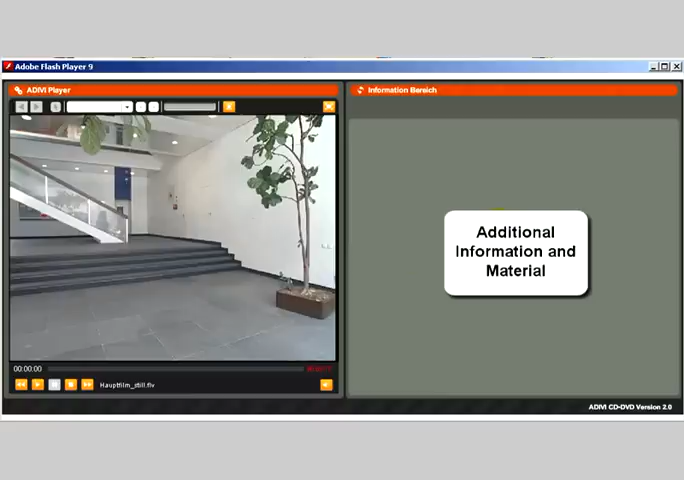 Adobe Flash Player 9
ADIVI Player
Information Bereich
Additional
Information and
Material
00:00:00
Hauptfilm_still.flv
ADIVI CD-DVD Version 2.0